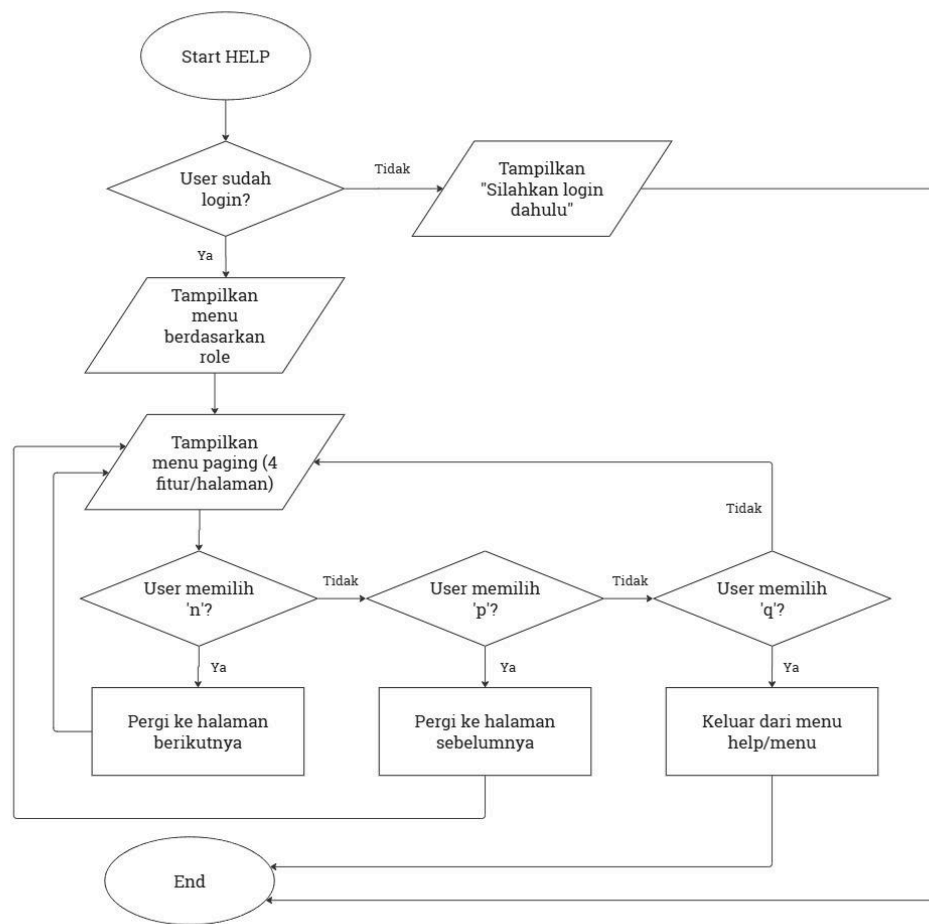 Start HELP
User sudah
login?
Tidak
Tampilkan
"Silahkan login
dahulu"
Ya
Tampilkan
menu
berdasarkan
role
Tampilkan
menu paging (4
fitur/halaman)
Tidak
User memilih
'n'?
Tidak
User memilih
'p'?
Tidak
User memilih
'q'?
Ya
Ya
Ya
Pergi ke halaman
berikutnya
Pergi ke halaman
sebelumnya
Keluar dari menu
help/menu
End